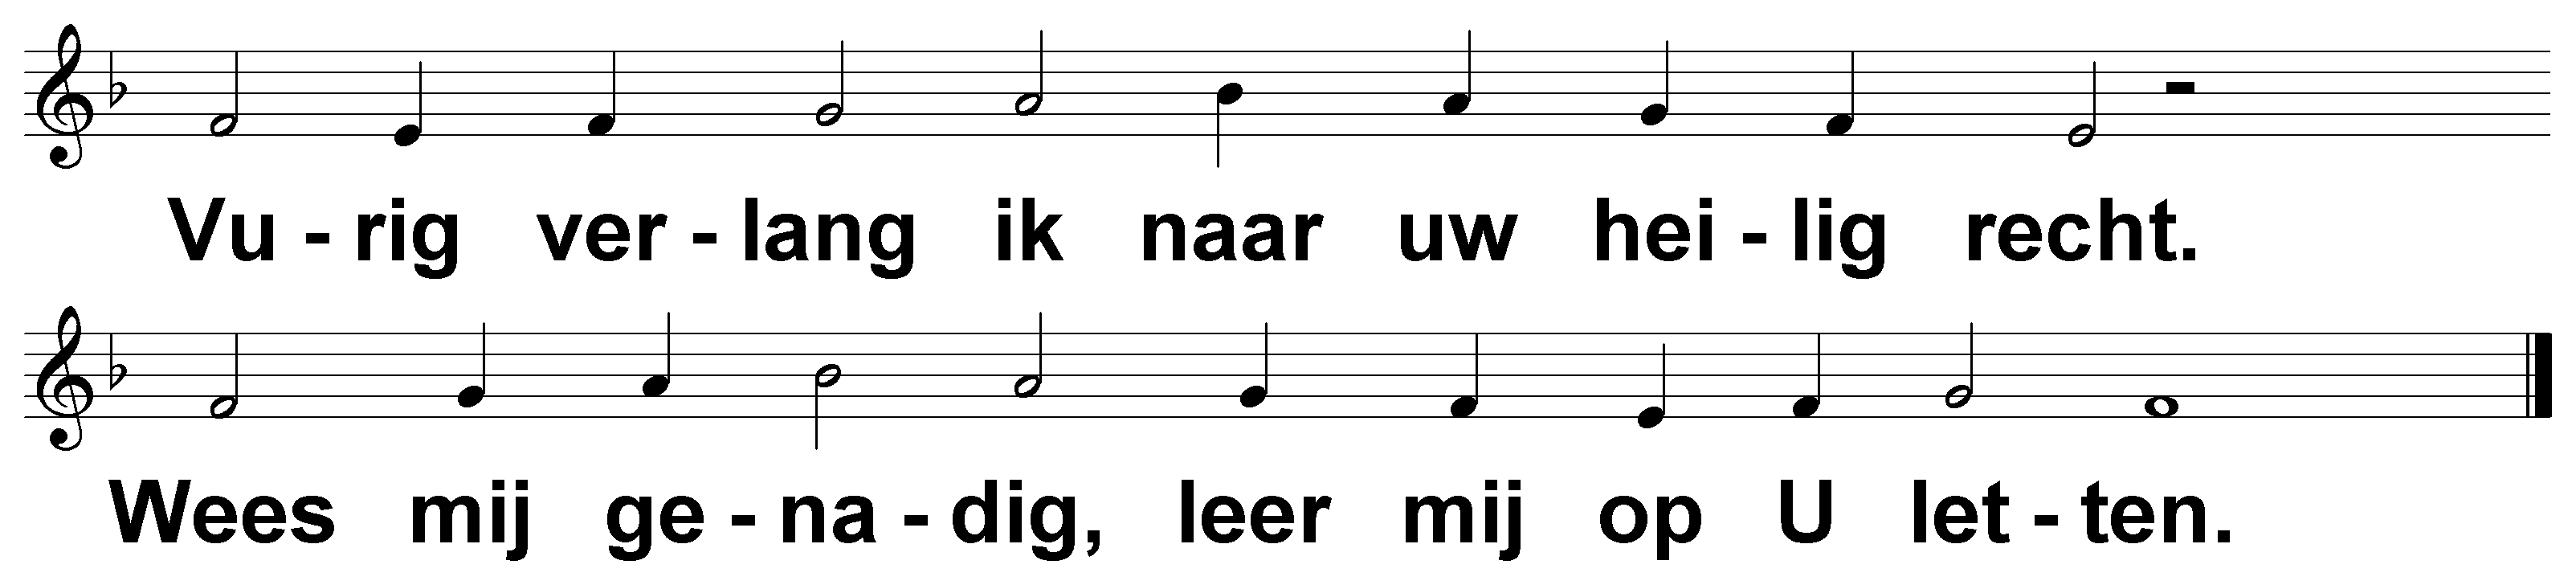 Vu - rig ver - lang ik naar uw hei - lig recht.
Wees mij ge - na - dig, leer mij op U let - ten.